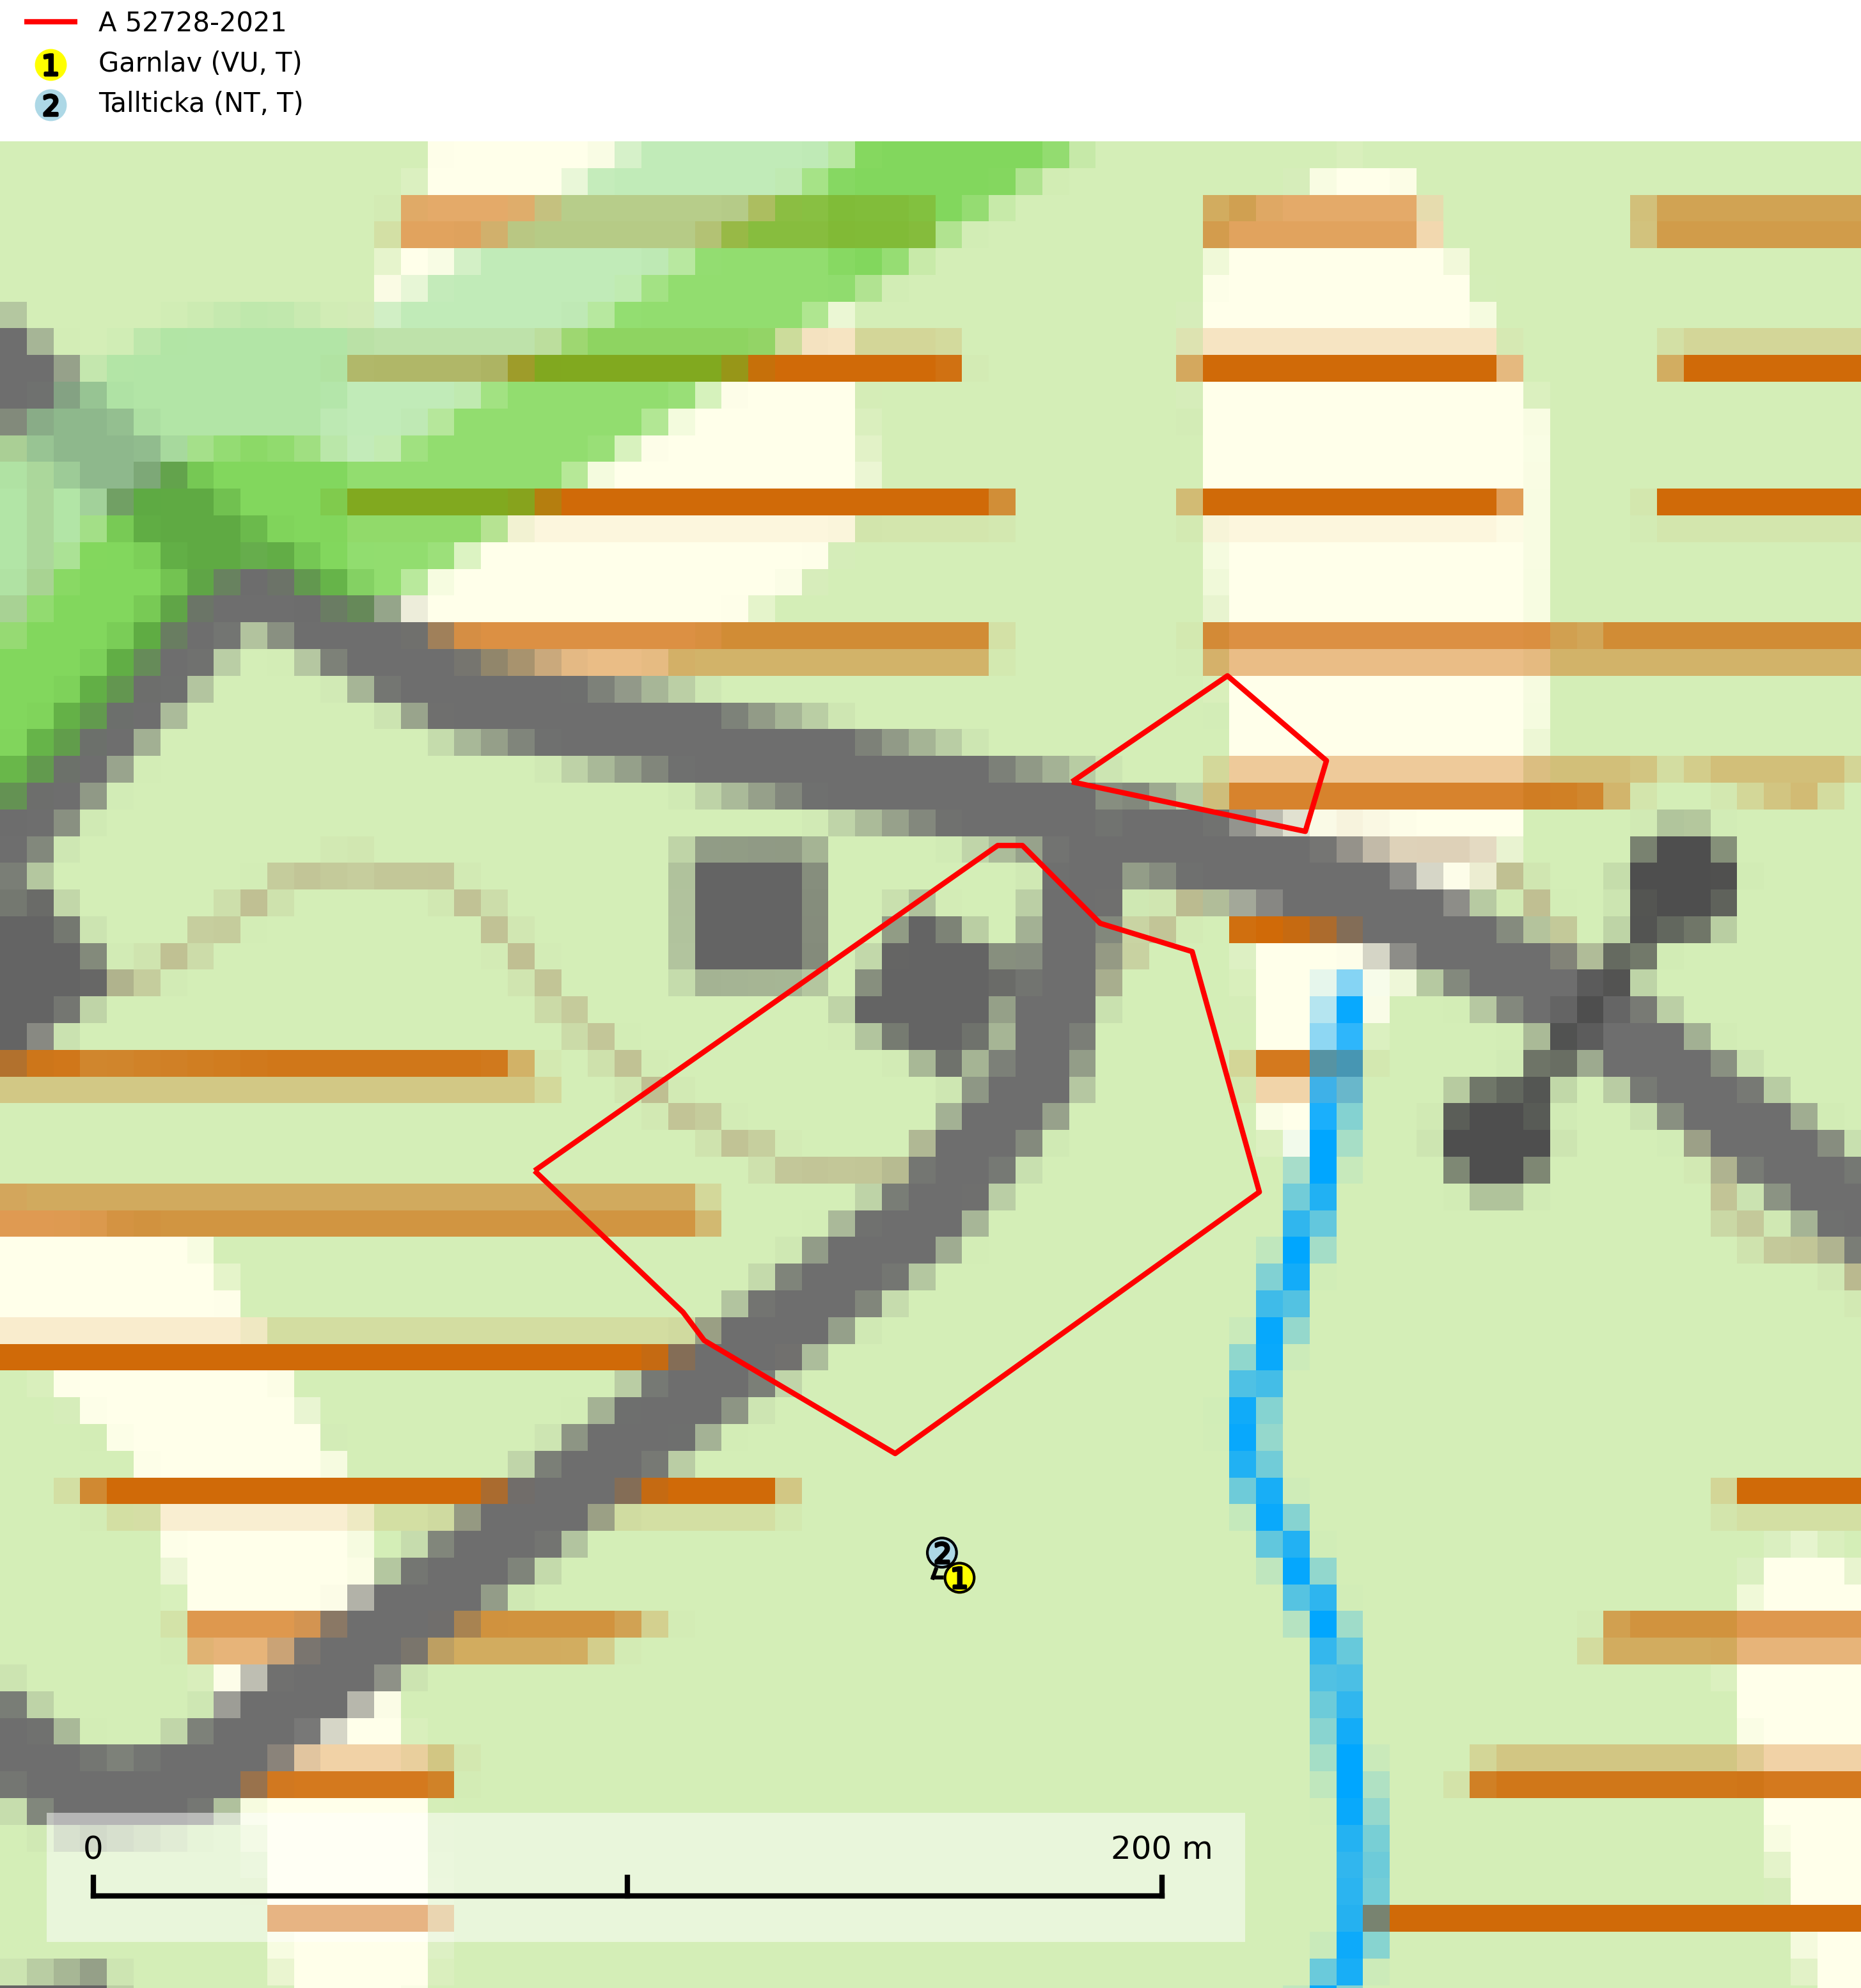 A 52728-2021
1 Garnlav (VU, T)
2 Tallticka (NT, T)
2
1
0 200 m